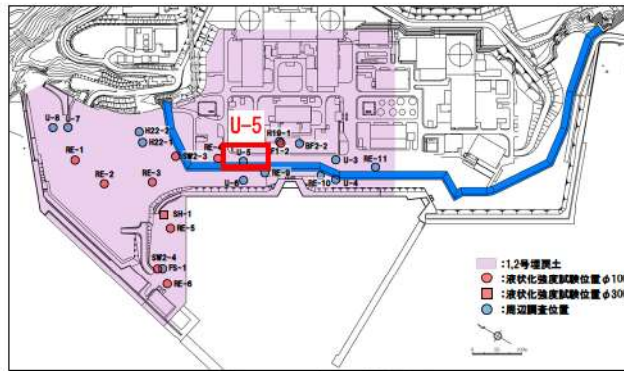 U-8
U-7
H22-2
H22-1
RE-1
RE-2
RE-3
SW2-3
U-5
RE-4
U-5
H19-1
F1-2
BF2-2
U-3
RE-11
U-6
RE-9
RE-10
U-4
SH-1
RE-5
SW2-4
FS-1
RE-6
:1,2号埋戻土
:液状化強度試験位置φ100
:液状化強度試験位置φ300
:周辺調査位置